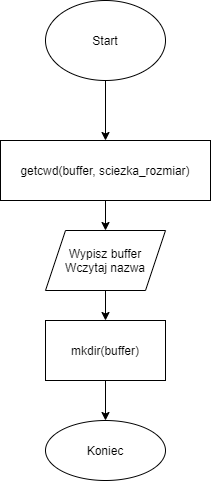 Start
getcwd(buffer, sciezka_rozmiar)
Wypisz buffer
Wczytaj nazwa
mkdir(buffer)
Koniec